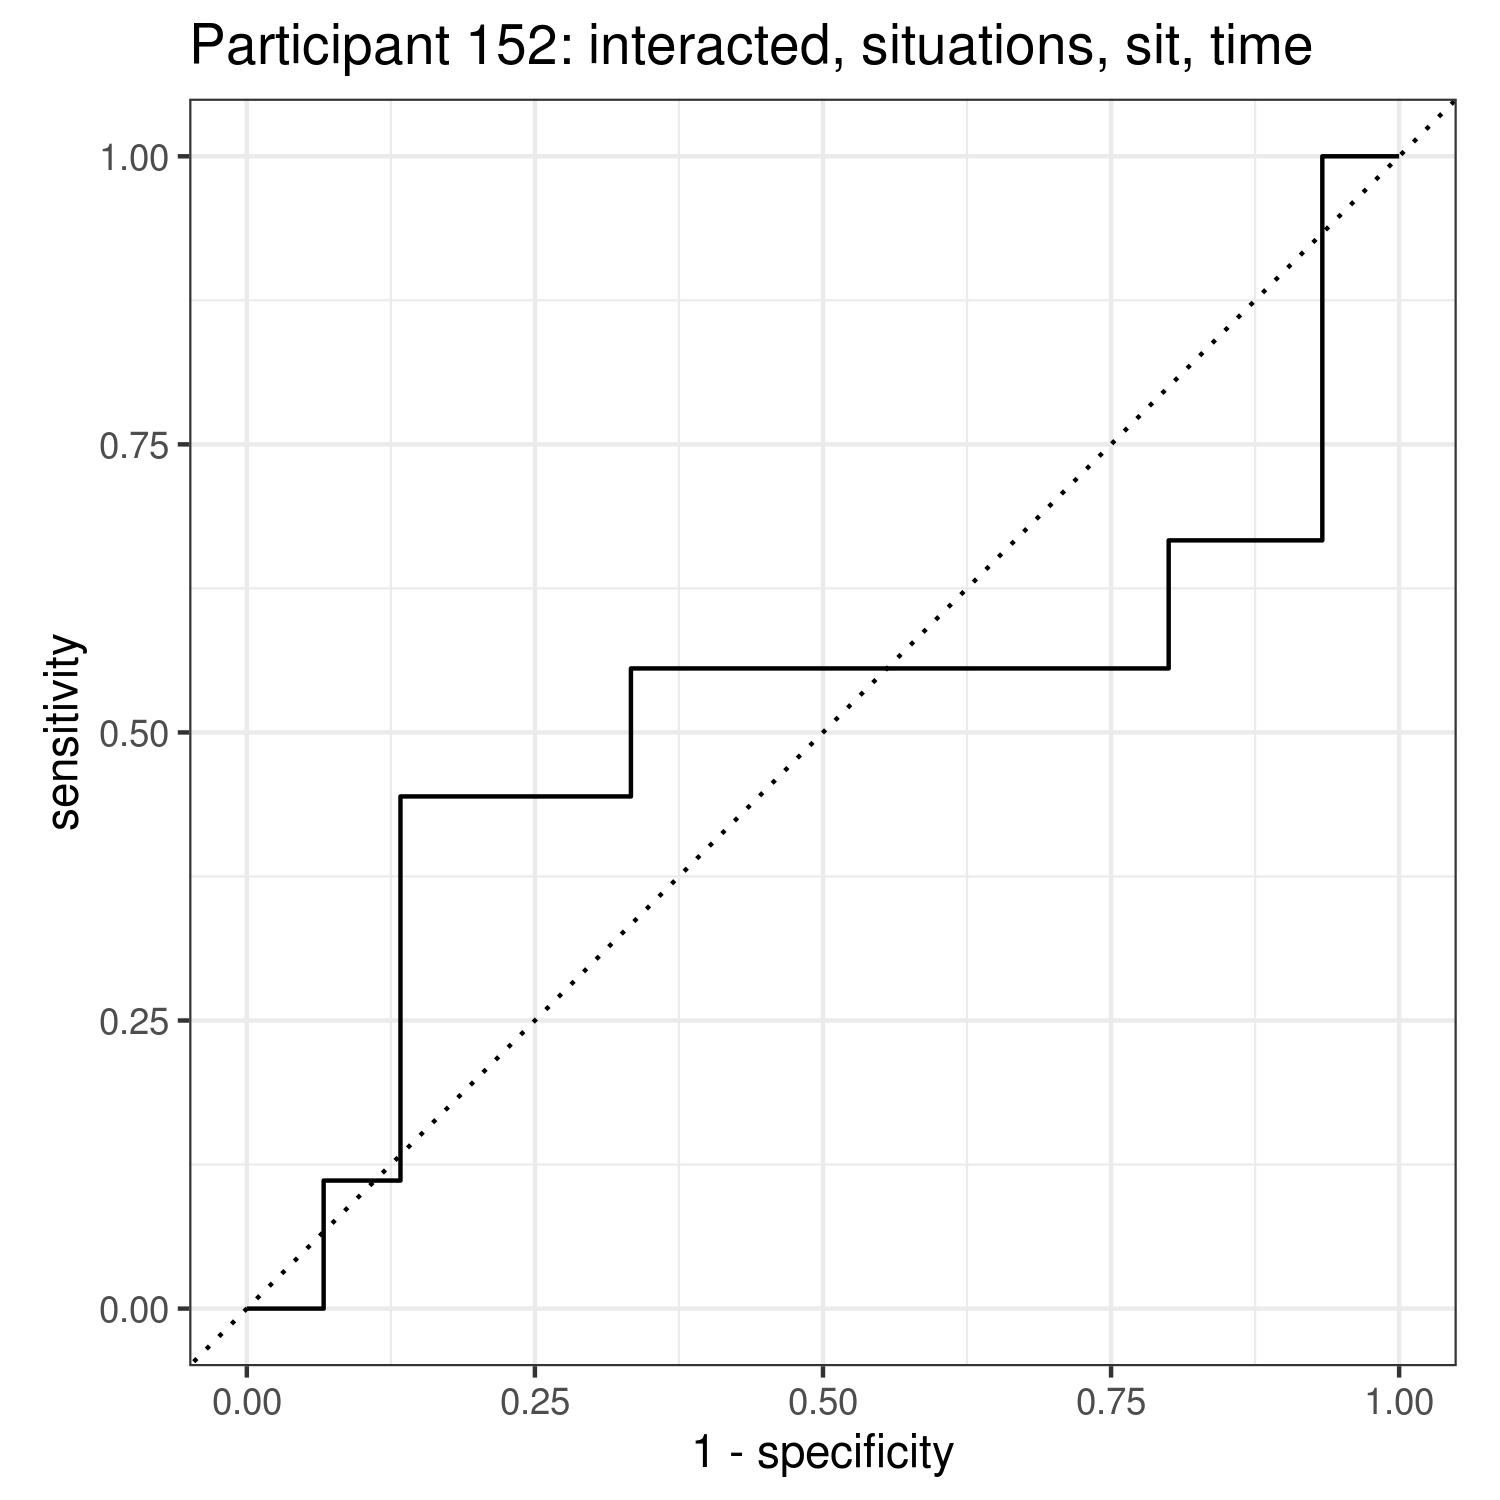 Participant 152: interacted, situations, sit, time
1.00
0.75
0.50
0.25
0.00
sensitivity
0.00 0.25 0.50 0.75 1.00
1 - specificity